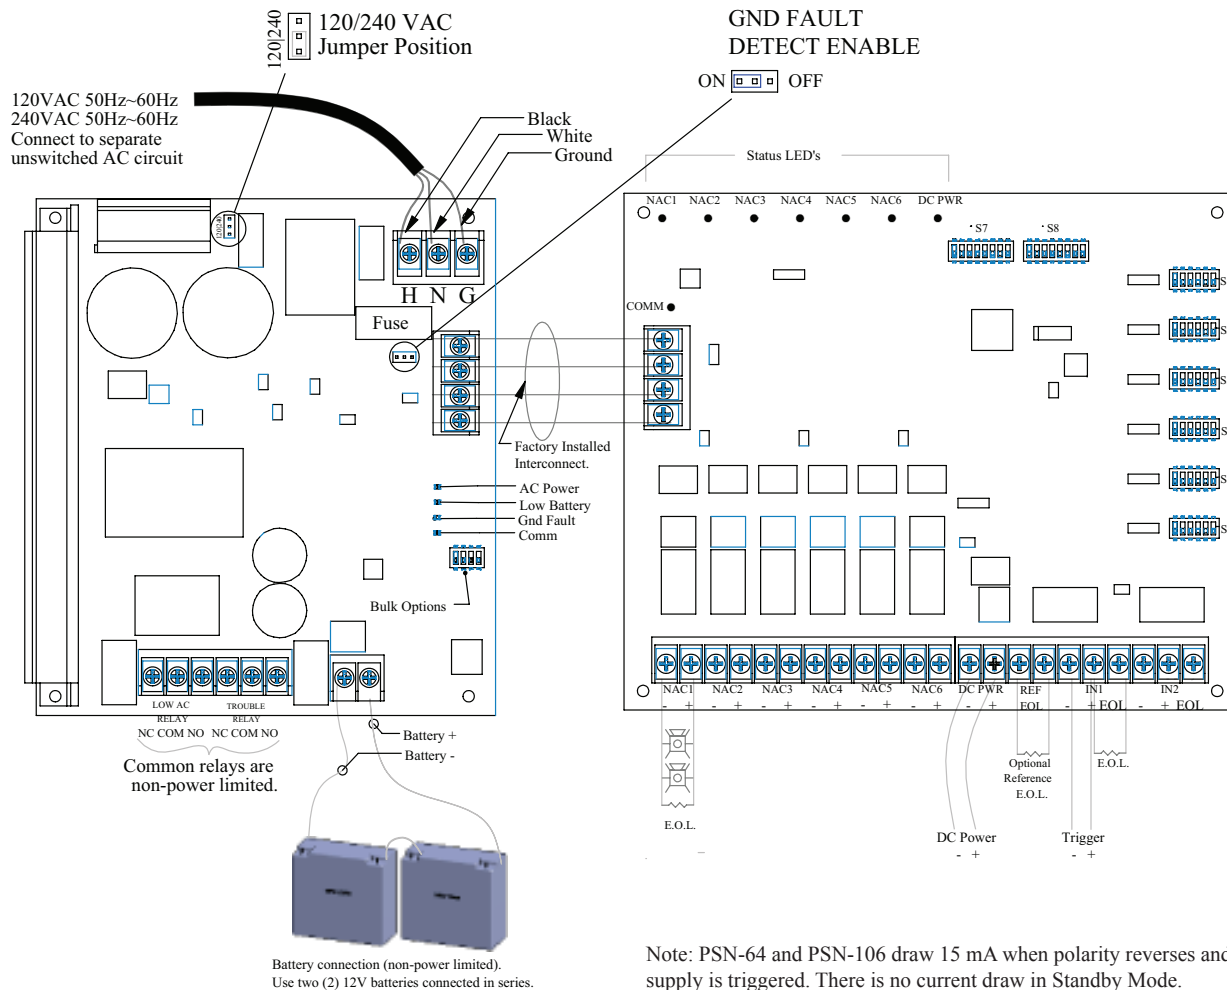 120|240
120/240 VAC
Jumper Position
GND FAULT
DETECT ENABLE
ON OFF
120VAC 50Hz~60Hz
240VAC 50Hz~60Hz
Connect to separate
unswitched AC circuit
Black
White
Ground
Status LED's
NAC1 NAC2 NAC3 NAC4 NAC5 NAC6 DC PWR
S7 S8
120|240
H N G
Fuse
COMM
S
S
S
S
S
S
Factory Installed
Interconnect.
AC Power
Low Battery
Gnd Fault
Comm
Bulk Options
LOW AC
RELAY
NC COM NO
TROUBLE
RELAY
NC COM NO
Common relays are
non-power limited.
Battery +
Battery -
NAC1 NAC2 NAC3 NAC4 NAC5 NAC6 DC PWR REF IN1 IN2
- + - + - + - + - + - + - + EOL - + EOL - + EOL
E.O.L.
Optional
Reference
E.O.L.
E.O.L.
DC Power
- +
Trigger
- +
Battery connection (non-power limited).
Use two (2) 12V batteries connected in series.
Note: PSN-64 and PSN-106 draw 15 mA when polarity reverses and
supply is triggered. There is no current draw in Standby Mode.